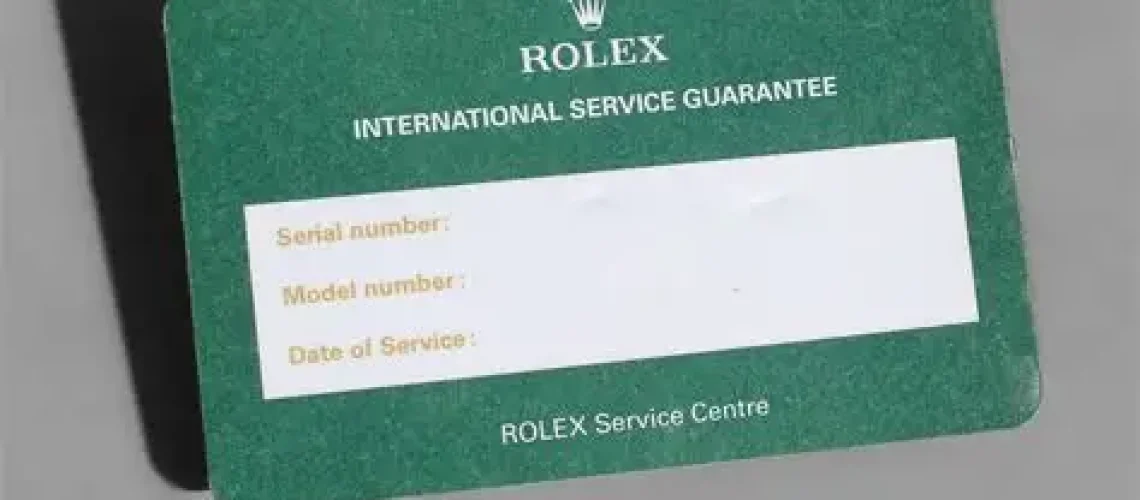 ROLEX
INTERNATIONAL SERVICE GUARANTEE
Serial number:
Model number:
Date of Service:
ROLEX Service Centre